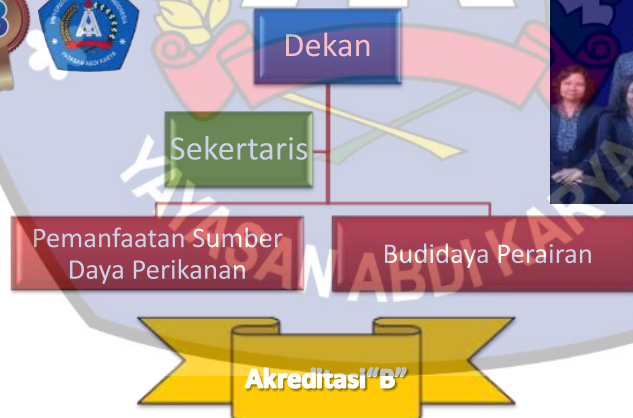 Dekan
Sekertaris
Pemanfaatan Sumber
Daya Perikanan
Budidaya Perairan
YAYASAN ABDI KARYA
Akreditasi"B"